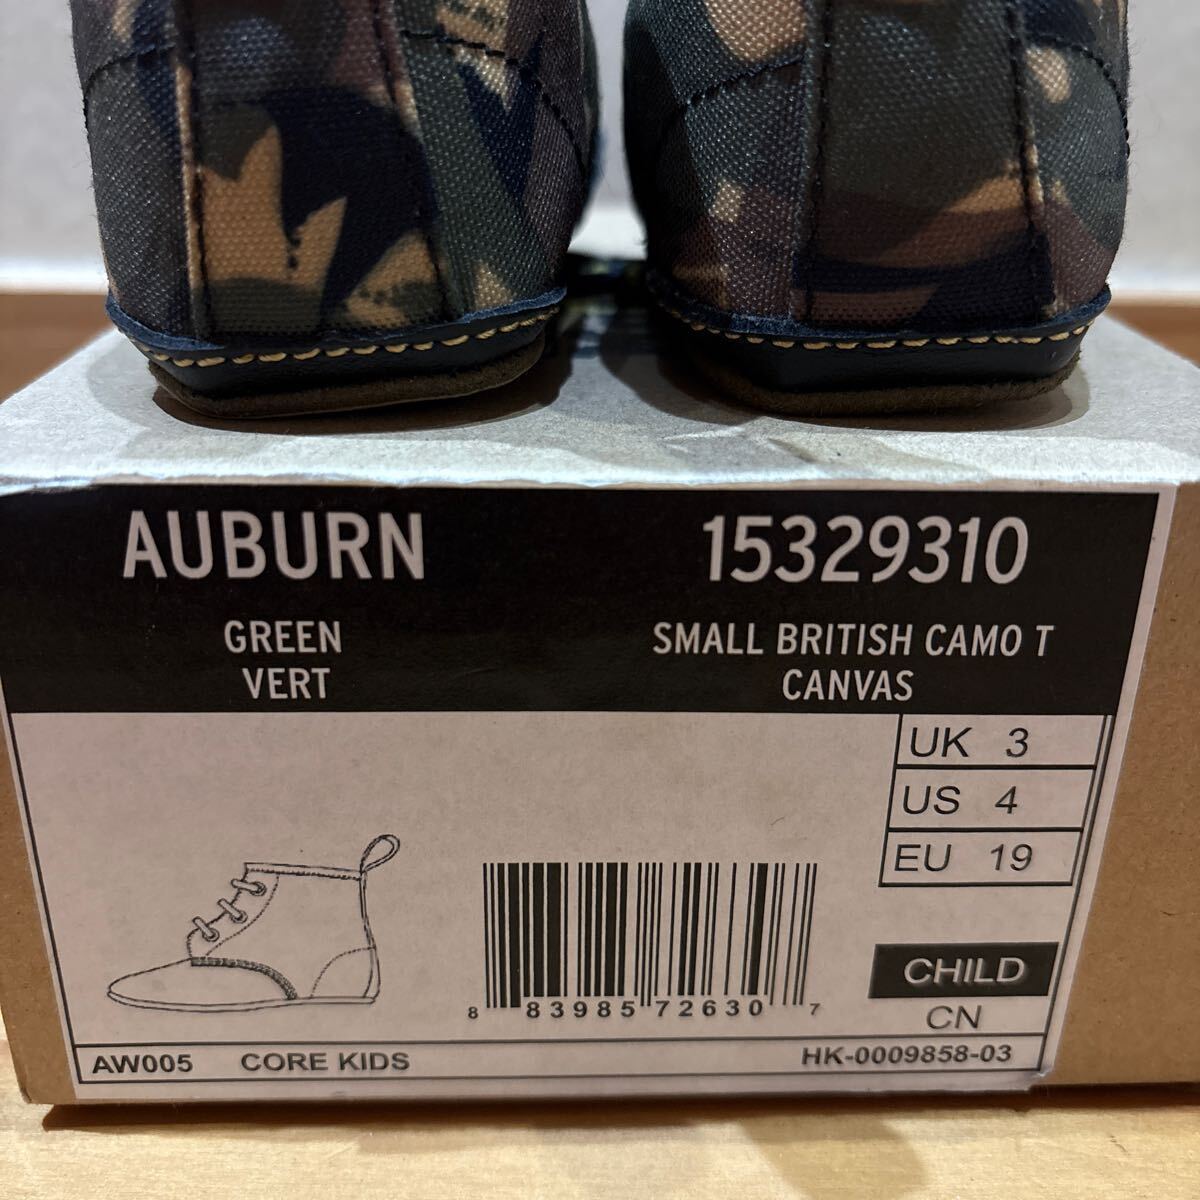 AUBURN
15329310
GREEN
VERT
SMALL BRITISH CAMO T
CANVAS
UK 3
US 4
EU 19
CHILD
CN
8 83985 72630 7
AW005 CORE KIDS
HK-0009858-03